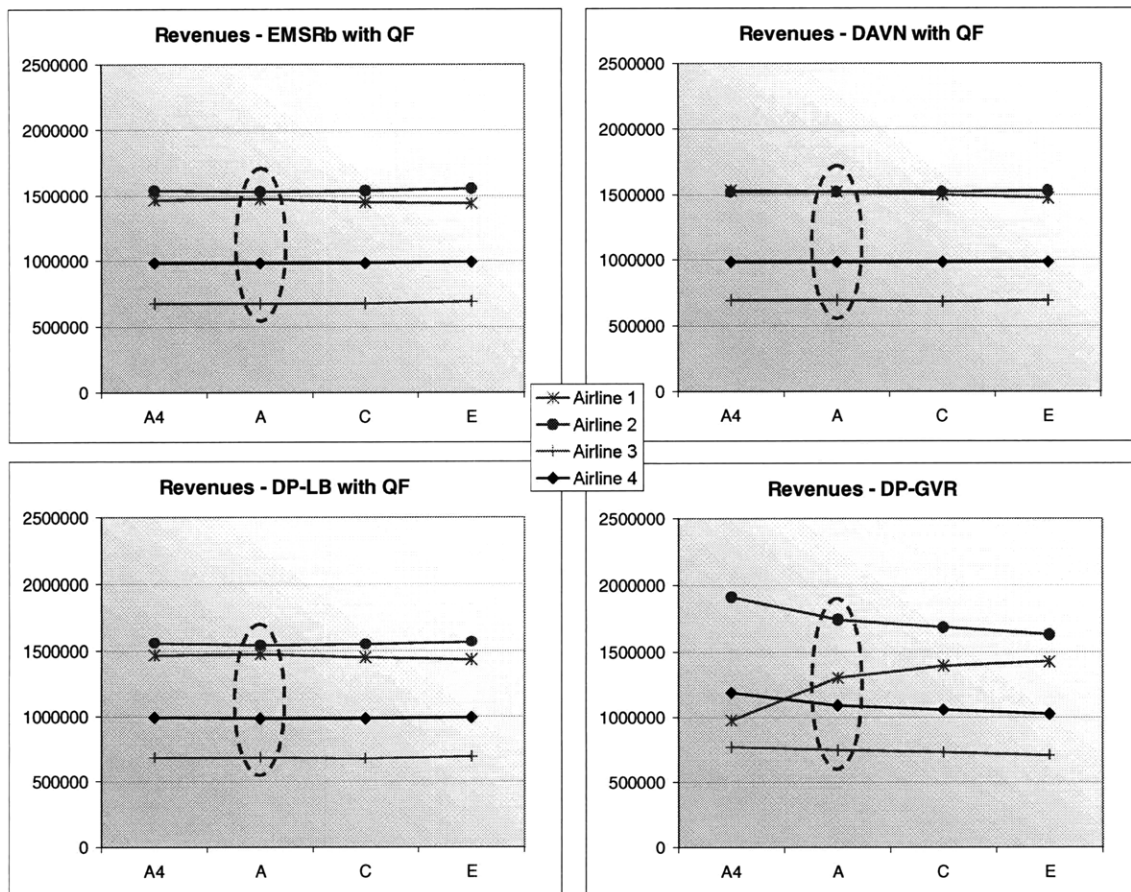 Revenues - EMSRb with QF
2500000
2000000
1500000
1000000
500000
0
A4 A C E
Revenues - DAVN with QF
2500000
2000000
1500000
1000000
500000
0
A4 A C E
Airline 1
Airline 2
Airline 3
Airline 4
Revenues - DP-LB with QF
2500000
2000000
1500000
1000000
500000
0
A4 A C E
Revenues - DP-GVR
2500000
2000000
1500000
1000000
500000
0
A4 A C E